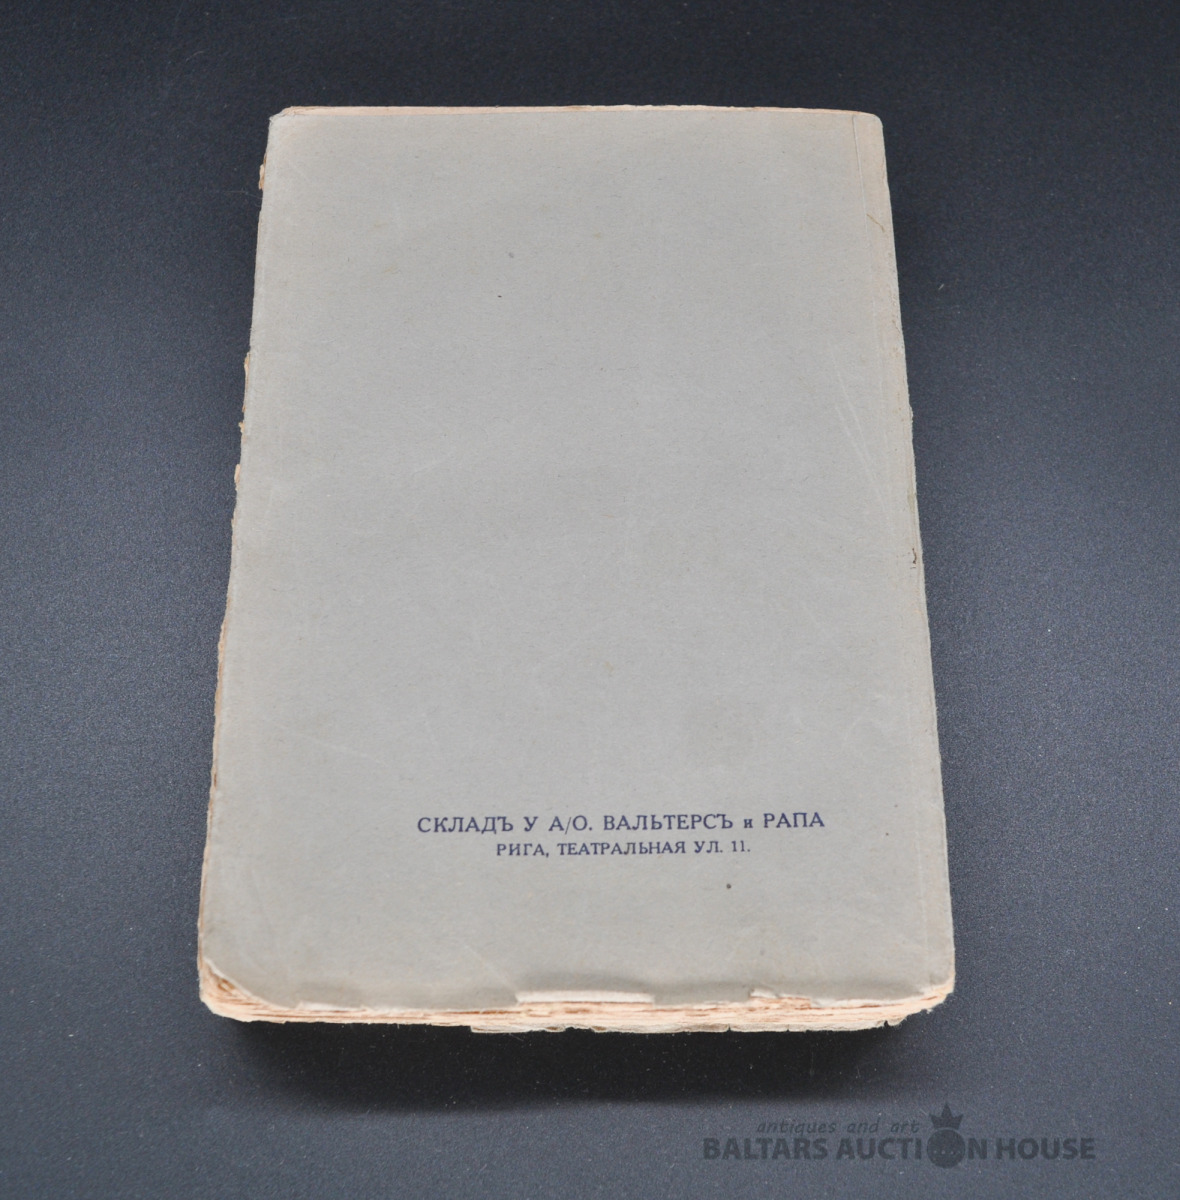 СКЛАДЪ У А/О. ВАЛЬТЕРСЪ и РАПА
РИГА, ТЕАТРАЛЬНАЯ УЛ. 11.
antiques and art
BALTARS AUCTION HOUSE